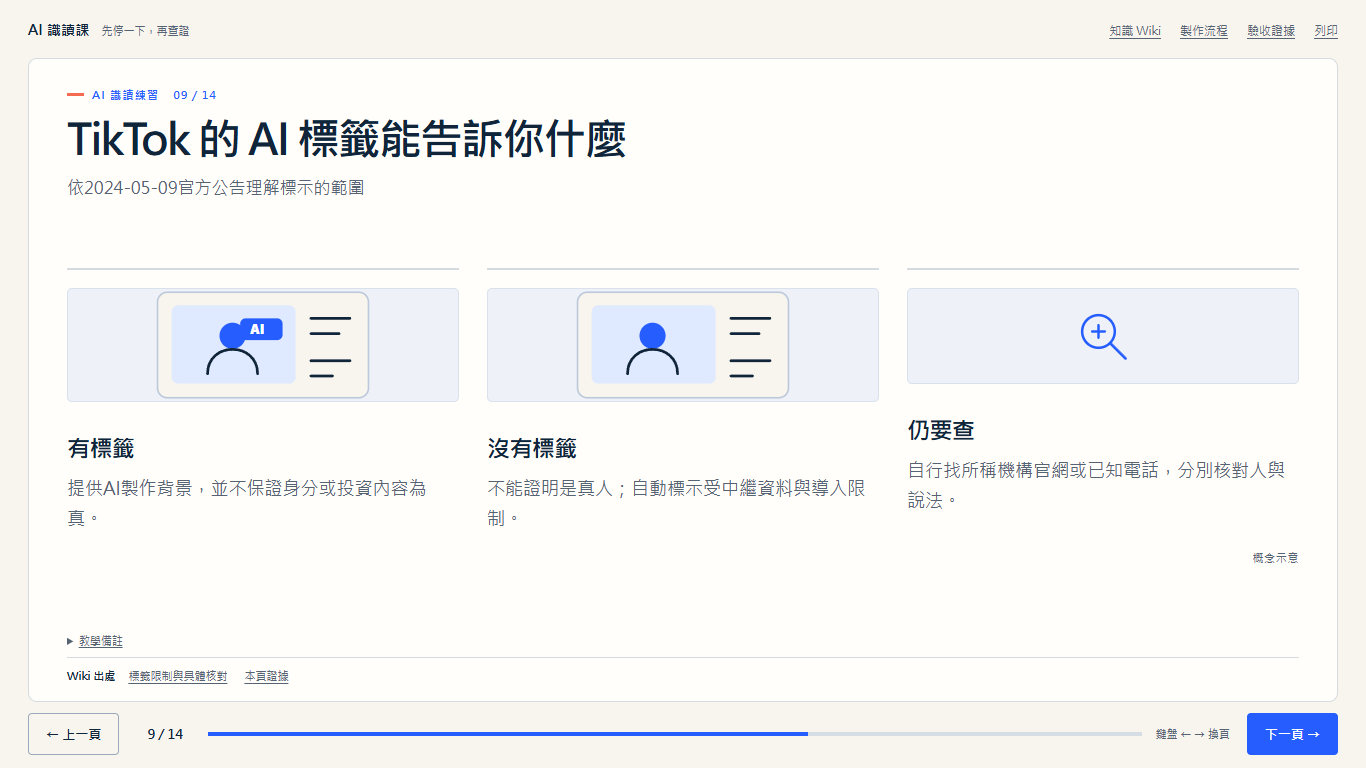 AI 識讀課 先停一下，再查證
知識 Wiki 製作流程 驗收證據 列印
AI 識讀練習 09 / 14
TikTok 的 AI 標籤能告訴你什麼
依2024-05-09官方公告理解標示的範圍
AI
有標籤
提供AI製作背景，並不保證身分或投資內容為
真。
沒有標籤
不能證明是真人；自動標示受中繼資料與導入限
制。
仍要查
自行找所稱機構官網或已知電話，分別核對人與
說法。
概念示意
▶ 教學備註
Wiki 出處 標籤限制與具體核對 本頁證據
← 上一頁
9 / 14
鍵盤 ← → 換頁
下一頁 →